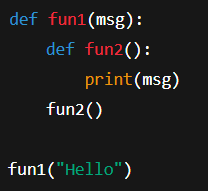 def fun1(msg):
    def fun2():
        print(msg)
    fun2()

fun1("Hello")